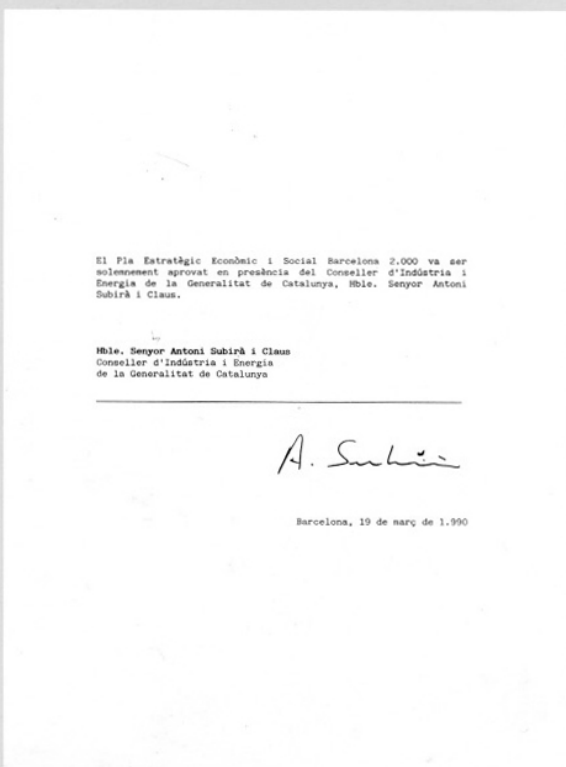 El Pla Estratègic Econòmic i Social Barcelona 2.000 va ser
solemnement aprovat en presència del Conseller d'Indústria i
Energia de la Generalitat de Catalunya, Hble. Senyor Antoni
Subirà i Claus.
Hble. Senyor Antoni Subirà i Claus
Conseller d'Indústria i Energia
de la Generalitat de Catalunya
A. Subirà
Barcelona, 19 de març de 1.990